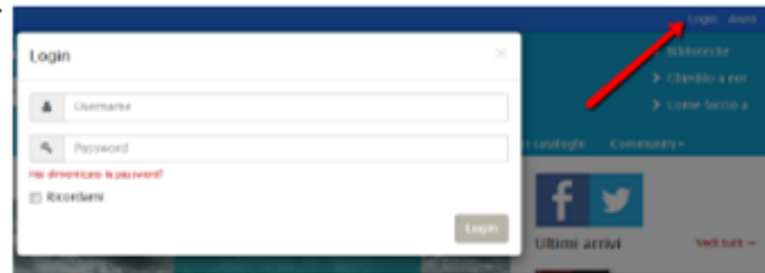 Login Aiuto
Login ×
Biblioteche
Chiedilo a noi
Come faccio a
Username
Password
Hai dimenticato la password?
Ricordami
Login
cataloghi Community
Ultimi arrivi Vedi tutti →